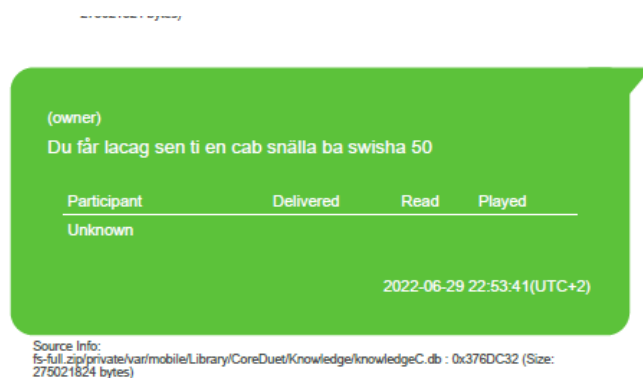 275021824 bytes)
(owner)
Du får lacag sen ti en cab snälla ba swisha 50
Participant Delivered Read Played
Unknown
2022-06-29 22:53:41(UTC+2)
Source Info:
fs-full.zip/private/var/mobile/Library/CoreDuet/Knowledge/knowledgeC.db : 0x376DC32 (Size:
275021824 bytes)